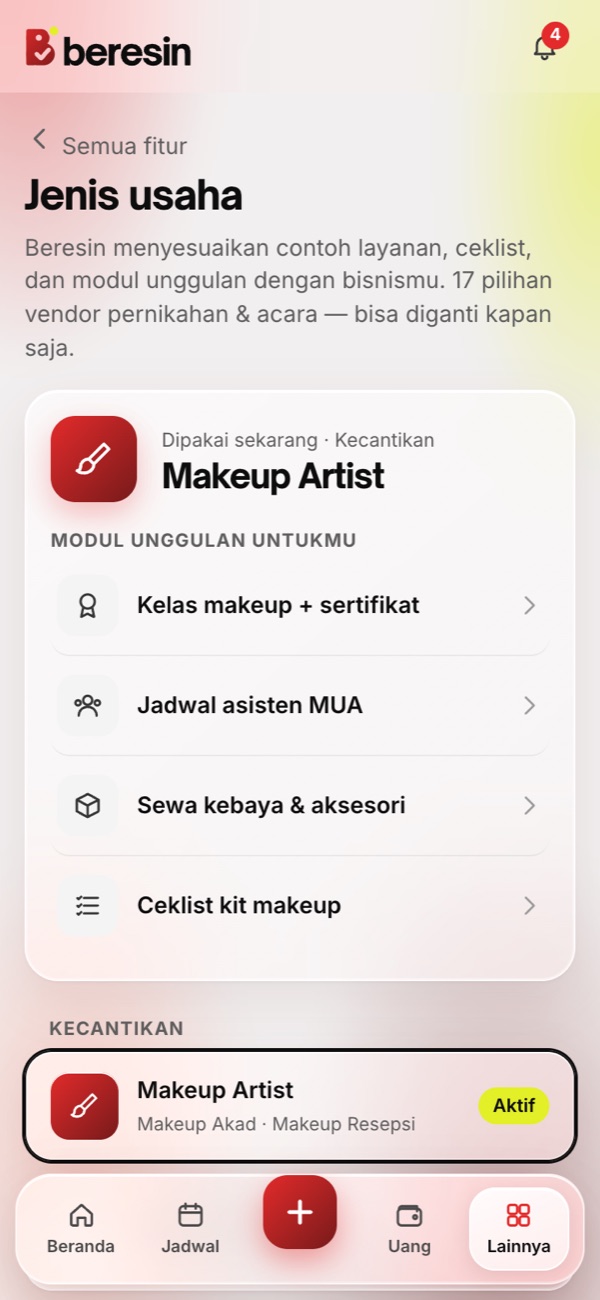 beresin
4
Semua fitur
Jenis usaha
Beresin menyesuaikan contoh layanan, ceklist,
dan modul unggulan dengan bisnismu. 17 pilihan
vendor pernikahan & acara — bisa diganti kapan
saja.
Dipakai sekarang · Kecantikan
Makeup Artist
MODUL UNGGULAN UNTUKMU
Kelas makeup + sertifikat
Jadwal asisten MUA
Sewa kebaya & aksesori
Ceklist kit makeup
KECANTIKAN
Makeup Artist
Makeup Akad · Makeup Resepsi
Aktif
Beranda
Jadwal
Uang
Lainnya